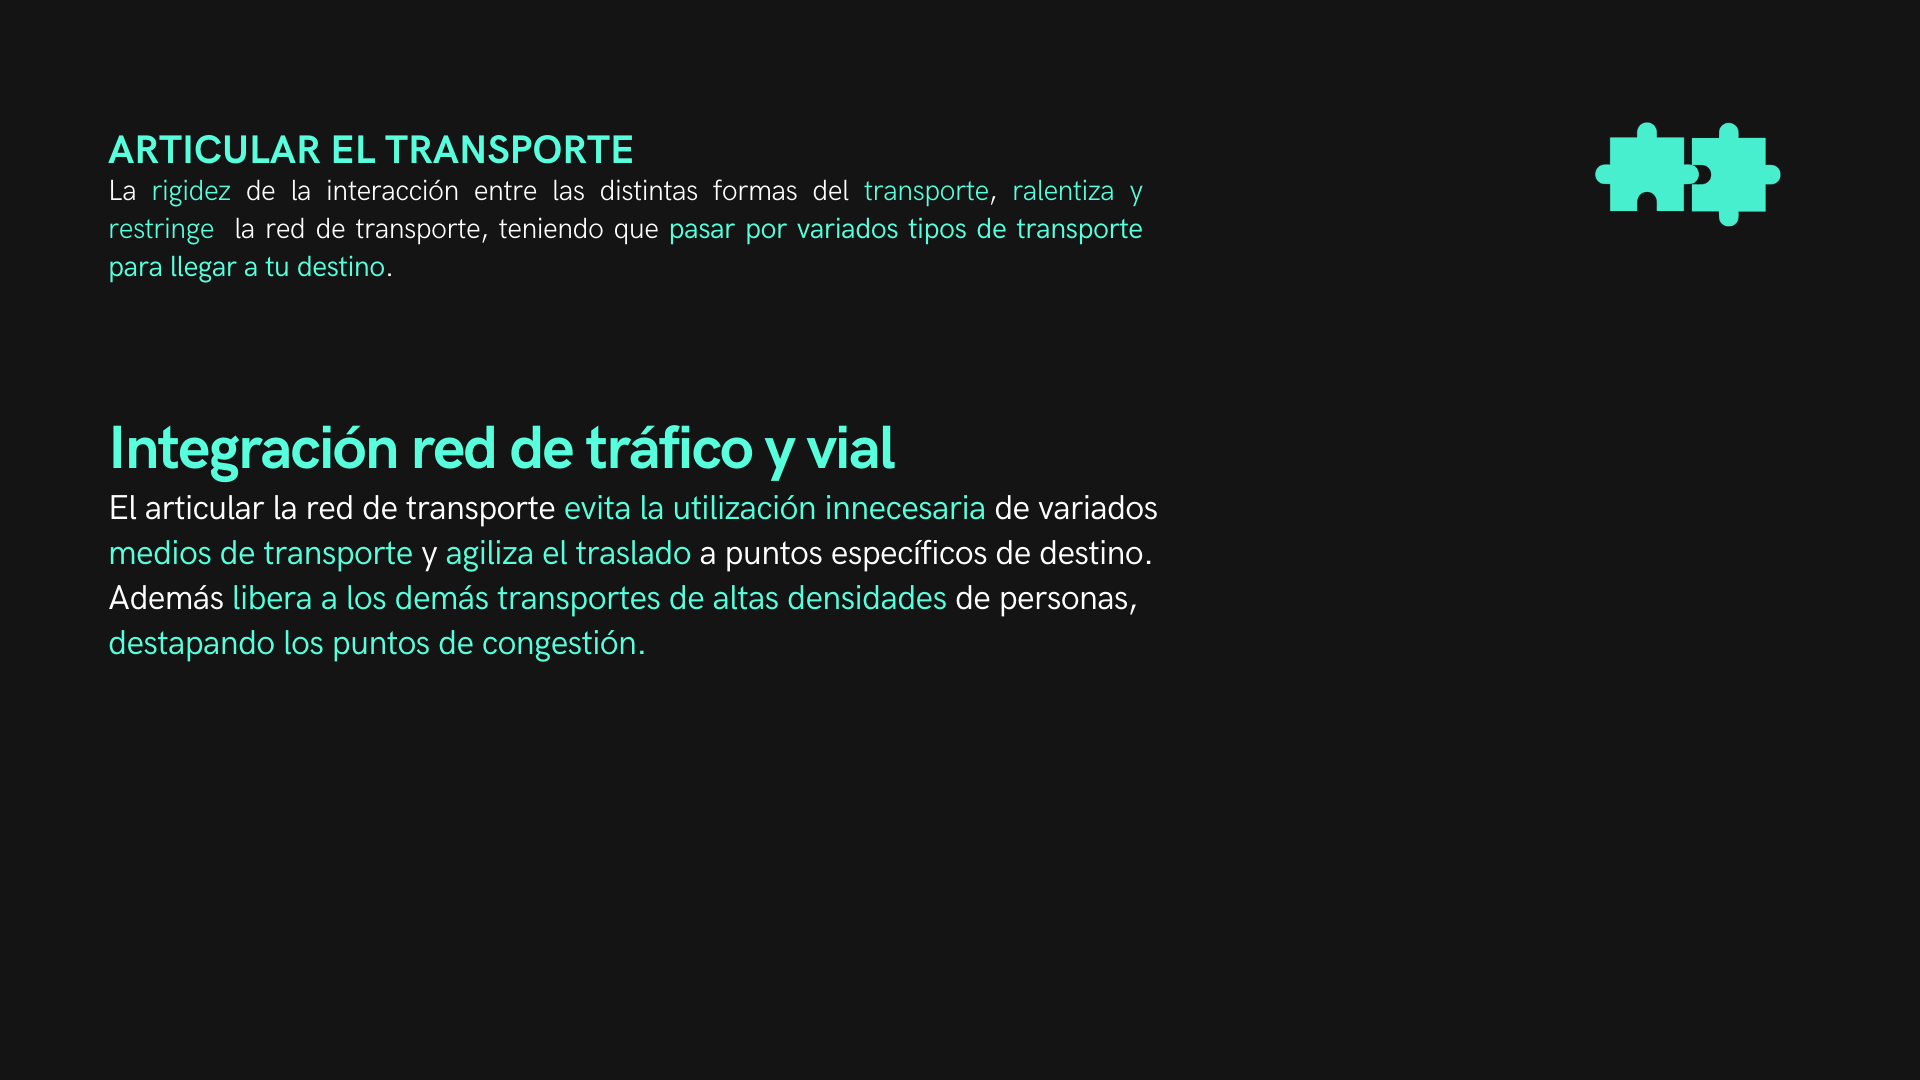 ARTICULAR EL TRANSPORTE
La rigidez de la interacción entre las distintas formas del transporte, ralentiza y
restringe la red de transporte, teniendo que pasar por variados tipos de transporte
para llegar a tu destino.
Integración red de tráfico y vial
El articular la red de transporte evita la utilización innecesaria de variados
medios de transporte y agiliza el traslado a puntos específicos de destino.
Además libera a los demás transportes de altas densidades de personas,
destapando los puntos de congestión.